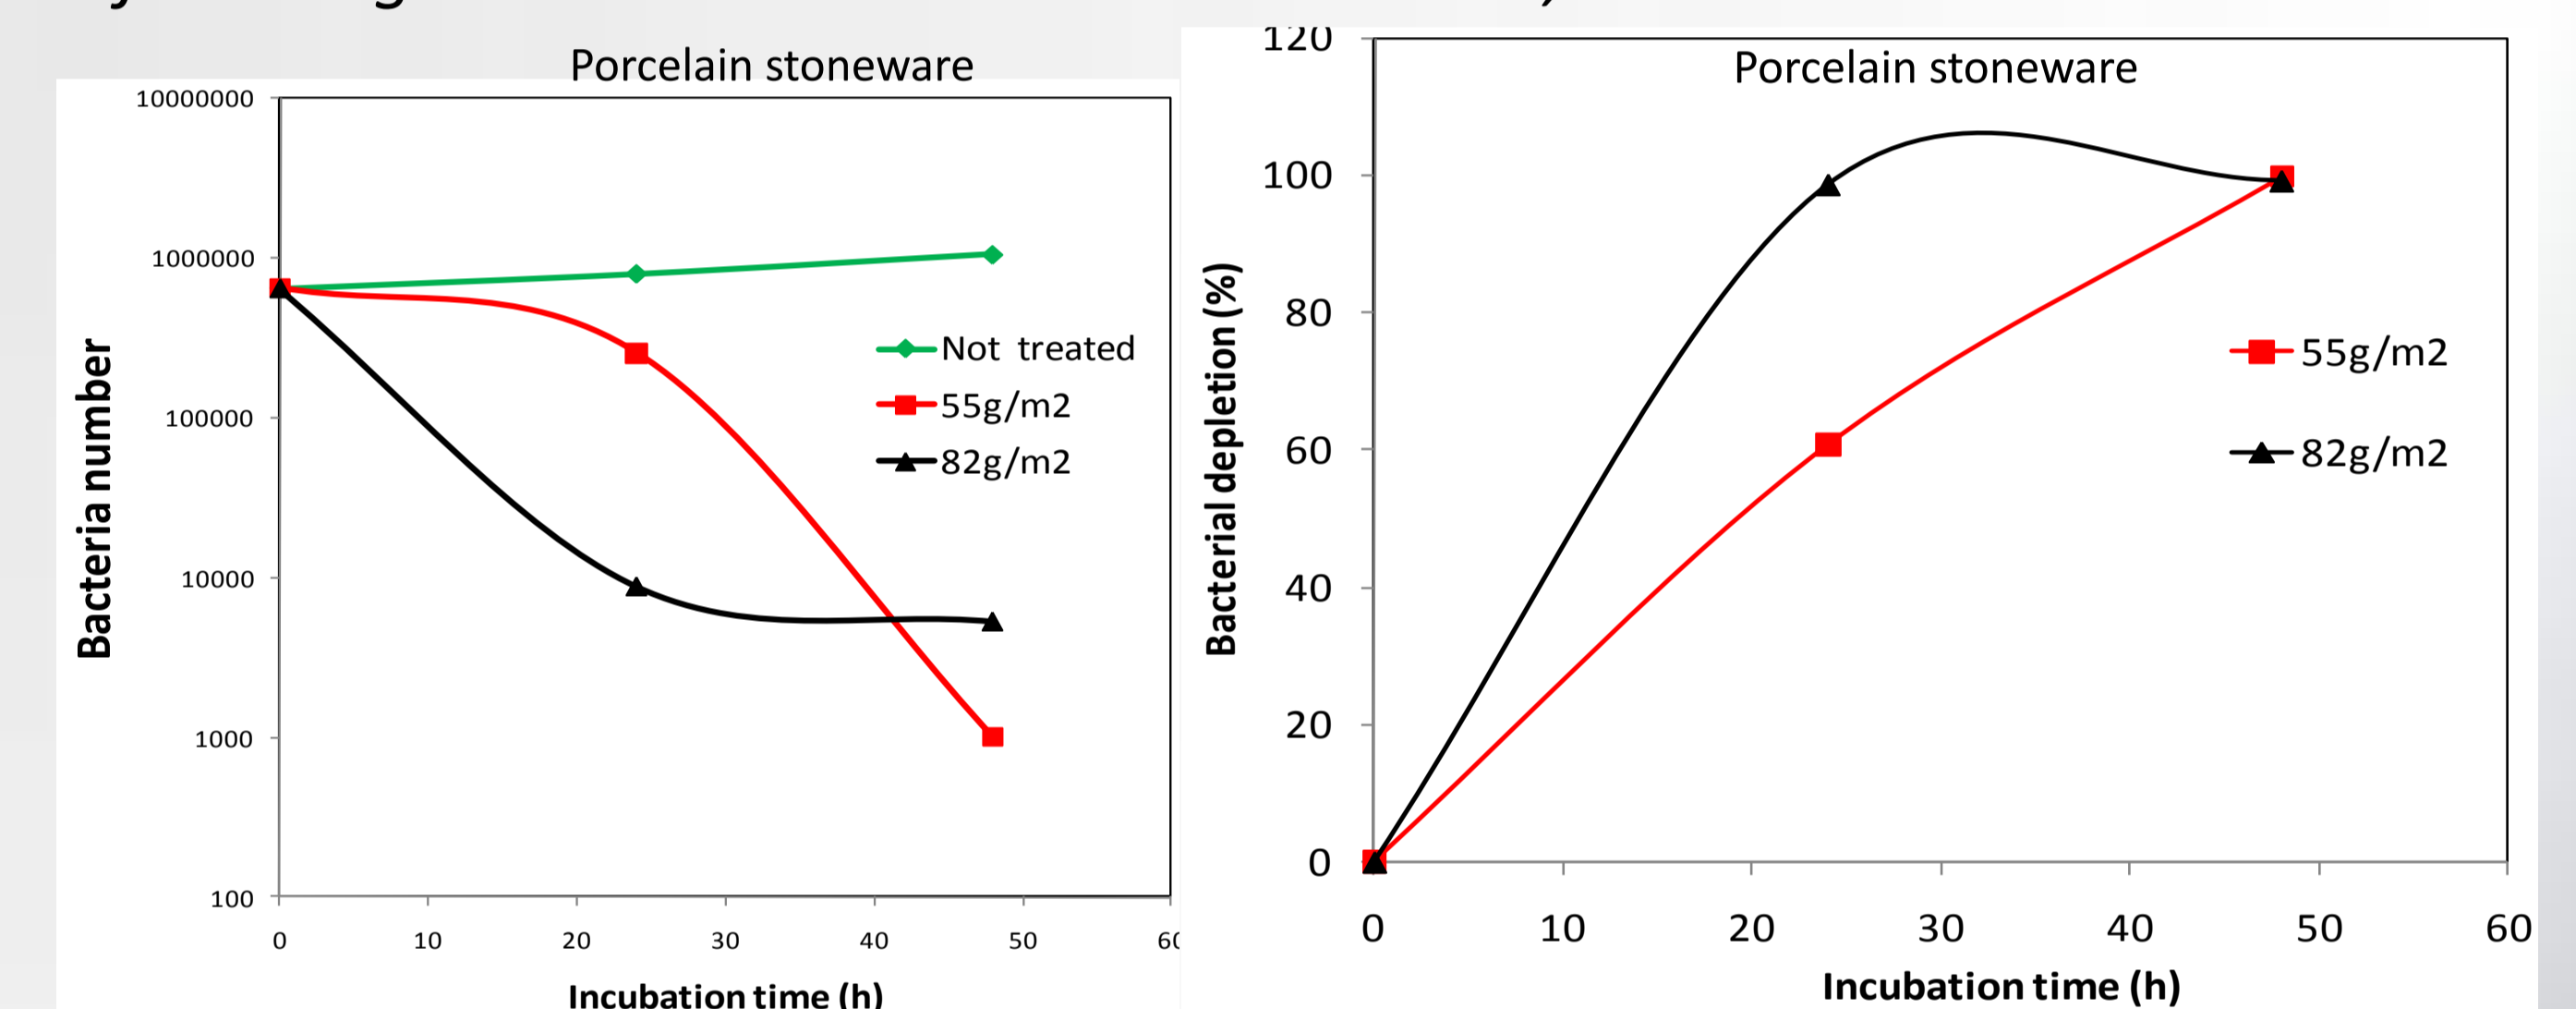 Porcelain stoneware
10000000
1000000
100000
10000
1000
100
Bacteria number
Not treated
55g/m2
82g/m2
0 10 20 30 40 50
Incubation time (h)
Porcelain stoneware
120
100
80
60
40
20
0
Bacterial depletion (%)
55g/m2
82g/m2
0 10 20 30 40 50 60
Incubation time (h)